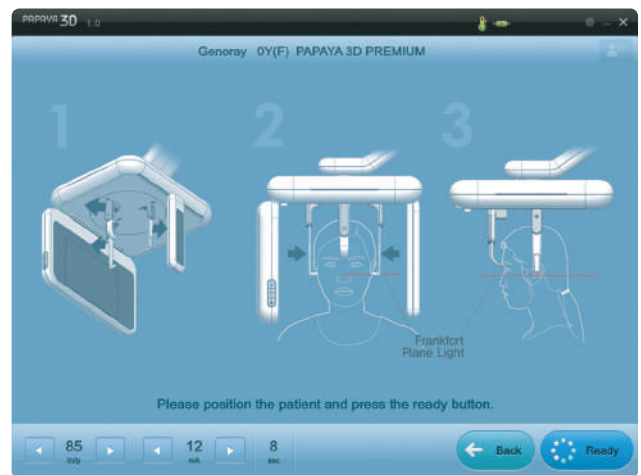 PAPAYA 3D 1.0
Genoray 0Y(F) PAPAYA 3D PREMIUM
1 2 3
Frankfort
Plane Light
Please position the patient and press the ready button.
85 12 8 Back Ready
kVp mA sec